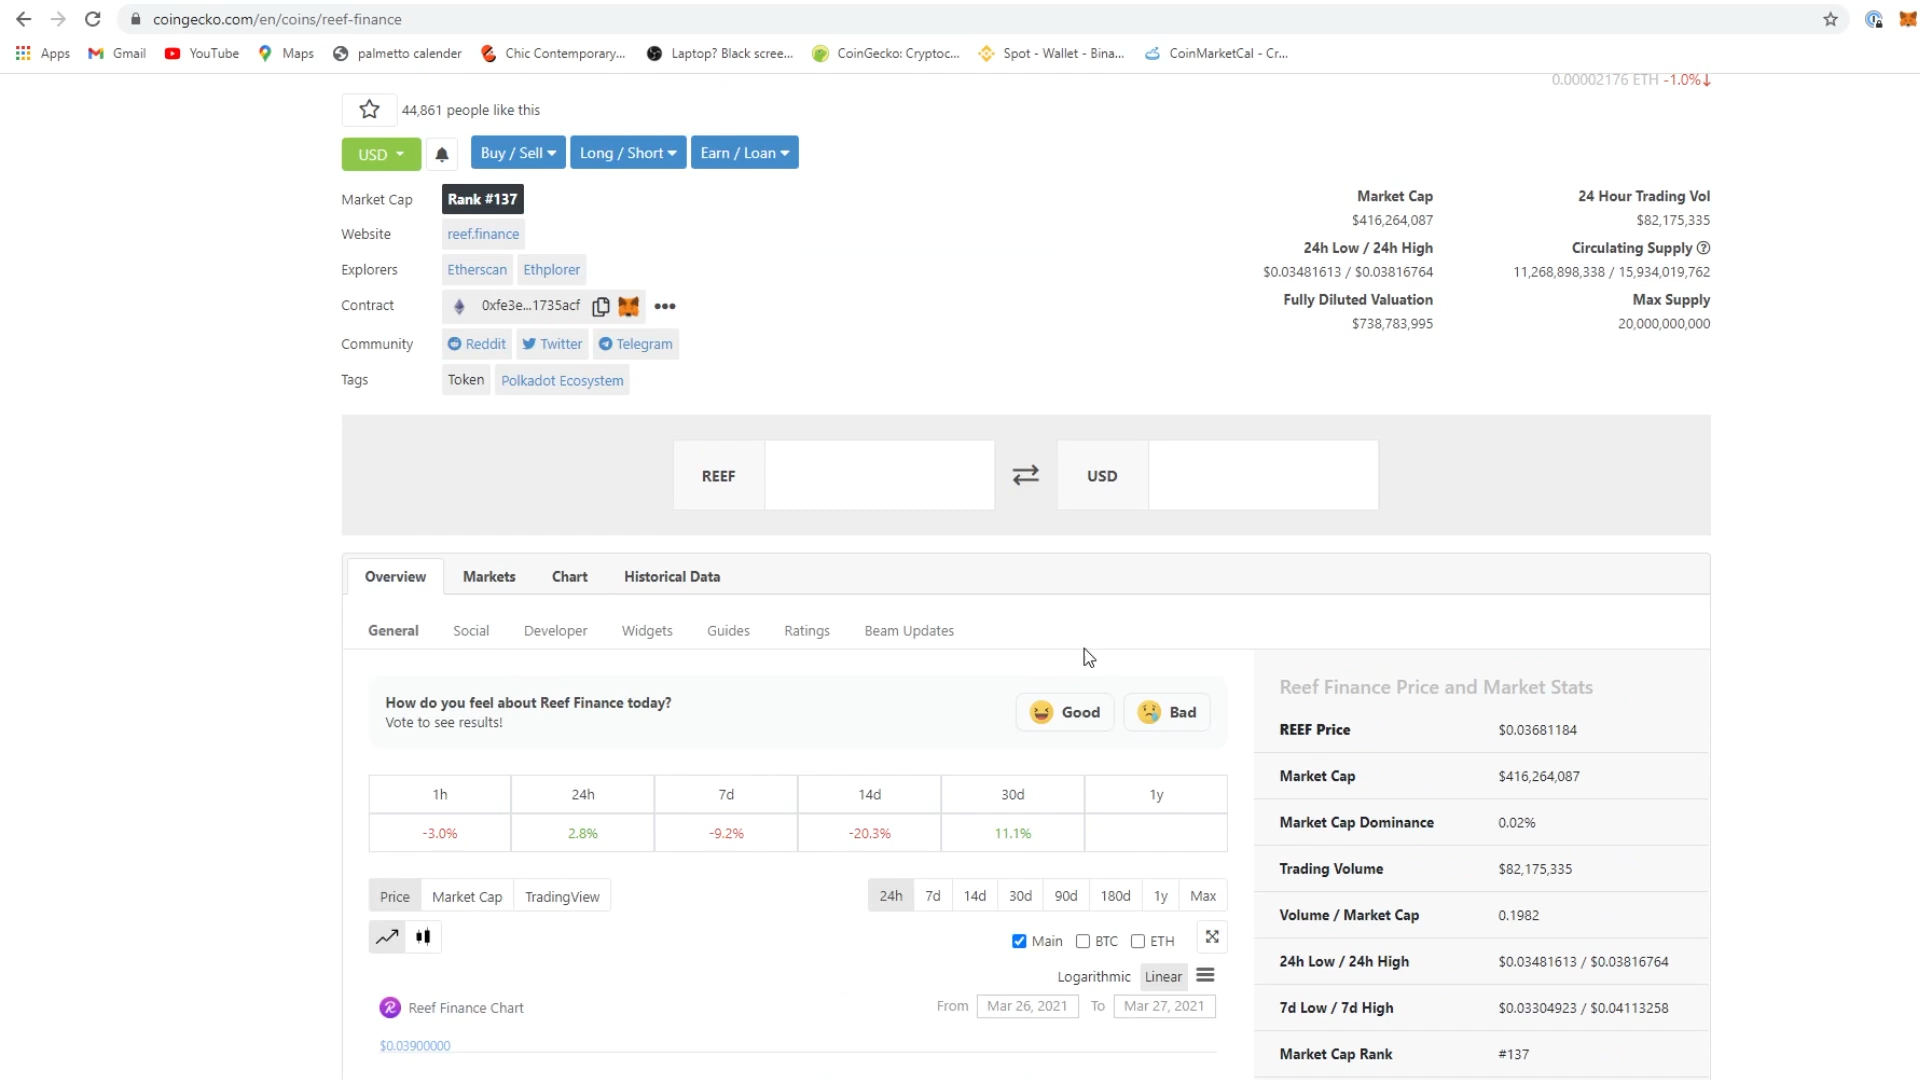 coingecko.com/en/coins/reef-finance
Apps Gmail YouTube Maps palmetto calender Chic Contemporary... Laptop? Black scree... CoinGecko: Cryptoc... Spot - Wallet - Bina... CoinMarketCal - Cr...
0.00002176 ETH -1.0%↓
44,861 people like this
USD Buy / Sell Long / Short Earn / Loan
Market Cap Rank #137 Market Cap 24 Hour Trading Vol
$416,264,087 $82,175,335
Website reef.finance
24h Low / 24h High Circulating Supply
Explorers Etherscan Ethplorer $0.03481613 / $0.03816764 11,268,898,338 / 15,934,019,762
Contract 0xfe3e...1735acf ••• Fully Diluted Valuation Max Supply
$738,783,995 20,000,000,000
Community Reddit Twitter Telegram
Tags Token Polkadot Ecosystem
REEF USD
Overview Markets Chart Historical Data
General Social Developer Widgets Guides Ratings Beam Updates
How do you feel about Reef Finance today?
Vote to see results!
Good Bad
1h 24h 7d 14d 30d 1y
-3.0% 2.8% -9.2% -20.3% 11.1%
Price Market Cap TradingView 24h 7d 14d 30d 90d 180d 1y Max
Main BTC ETH
Logarithmic Linear
Reef Finance Chart From Mar 26, 2021 To Mar 27, 2021
$0.03900000
Reef Finance Price and Market Stats
REEF Price $0.03681184
Market Cap $416,264,087
Market Cap Dominance 0.02%
Trading Volume $82,175,335
Volume / Market Cap 0.1982
24h Low / 24h High $0.03481613 / $0.03816764
7d Low / 7d High $0.03304923 / $0.04113258
Market Cap Rank #137